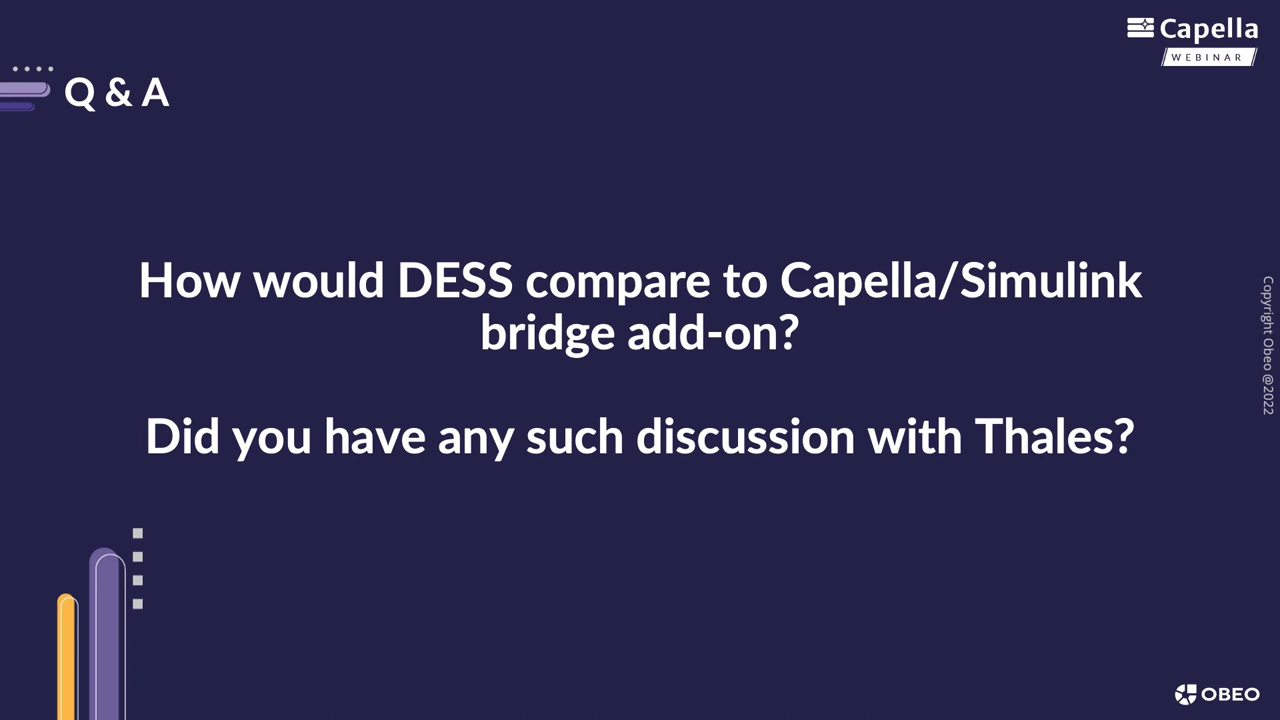 Capella
WEBINAR
Q & A
How would DESS compare to Capella/Simulink
bridge add-on?
Did you have any such discussion with Thales?
Copyright Obeo @2022
OBEO